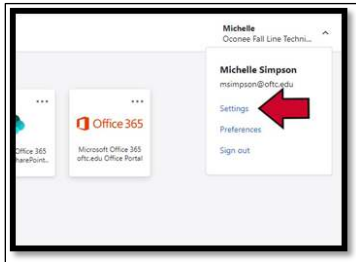 Michelle
Oconee Fall Line Techni...
Michelle Simpson
msimpson@oftc.edu
Settings
Preferences
Sign out
Office 365
Office 365
harePoint...
Microsoft Office 365
oftc.edu Office Portal